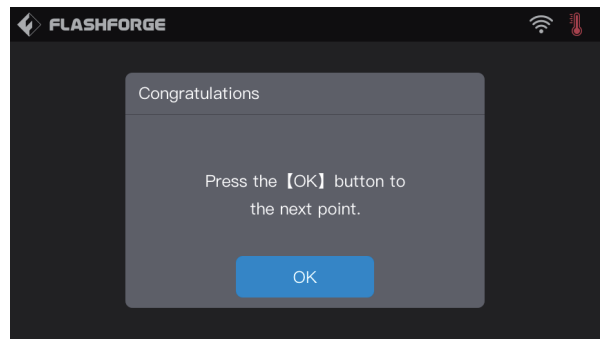 FLASHFORGE
Congratulations
Press the【OK】button to
the next point.
OK